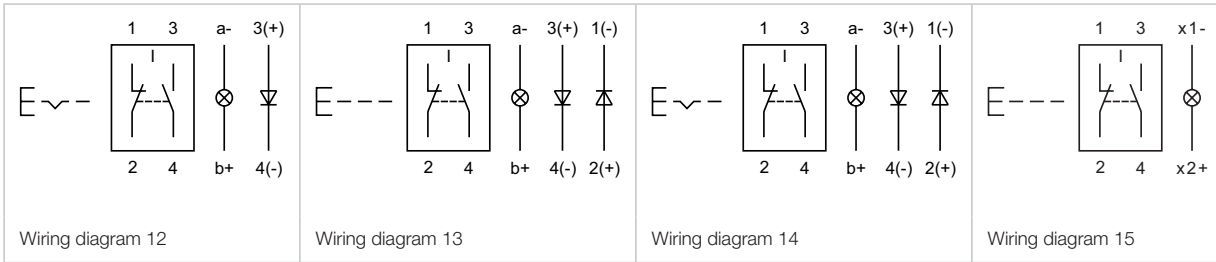 1 3 a- 3(+)
2 4 b+ 4(-)
Wiring diagram 12
1 3 a- 3(+) 1(-)
2 4 b+ 4(-) 2(+)
Wiring diagram 13
1 3 a- 3(+) 1(-)
2 4 b+ 4(-) 2(+)
Wiring diagram 14
1 3 x1-
2 4 x2+
Wiring diagram 15